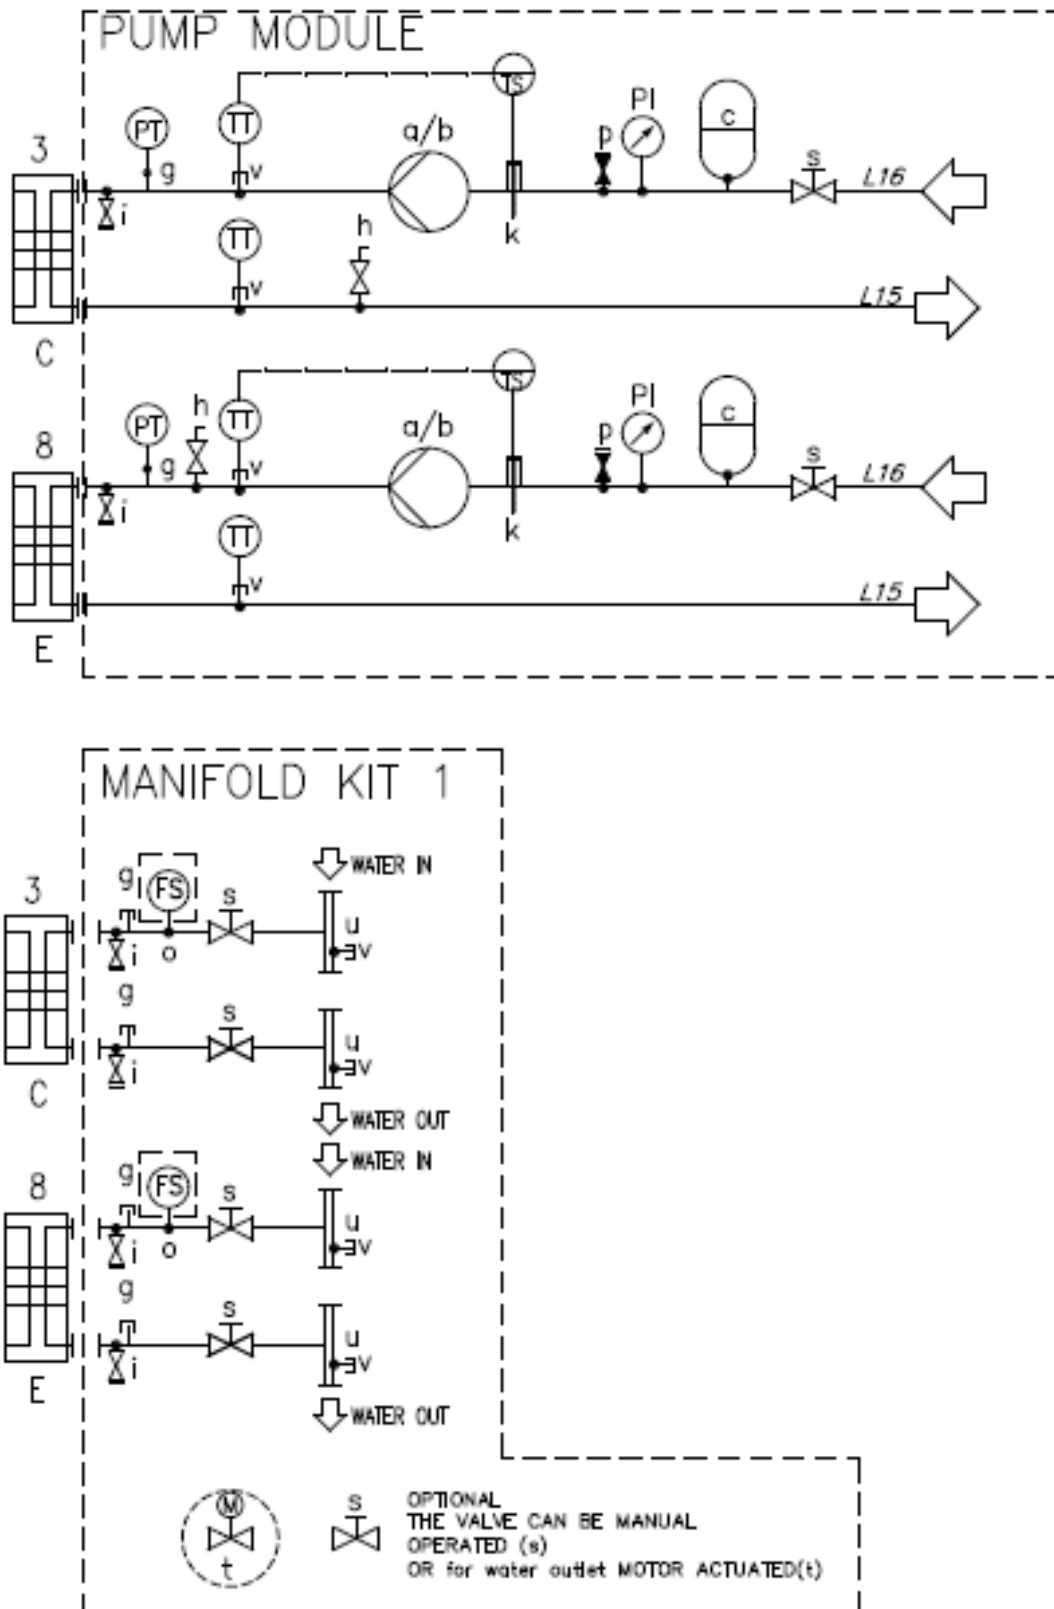 PUMP MODULE
TS
PT
TT
a/b
p
PI
c
3
g
v
s
L16
i
k
TT
h
v
L15
C
TS
PT
h
TT
a/b
p
PI
c
8
g
v
s
L16
i
k
TT
v
L15
E
MANIFOLD KIT 1
WATER IN
3
g
FS
s
u
i
o
v
g
s
u
i
v
C
WATER OUT
WATER IN
8
g
FS
s
u
i
o
v
g
s
u
i
v
E
WATER OUT
M
t
s
OPTIONAL
THE VALVE CAN BE MANUAL
OPERATED (s)
OR for water outlet MOTOR ACTUATED(t)